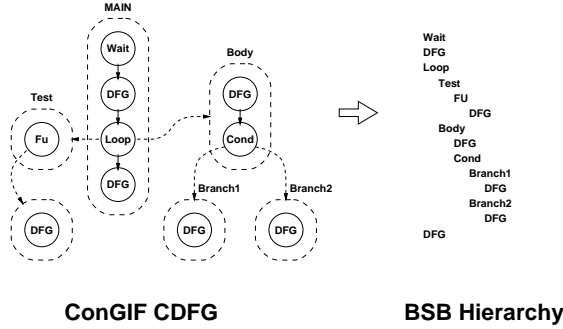 MAIN
Wait
DFG
Loop
DFG
Test
Fu
DFG
Body
DFG
Cond
Branch1
Branch2
DFG
DFG
Wait
DFG
Loop
Test
FU
DFG
Body
DFG
Cond
Branch1
DFG
Branch2
DFG
DFG
ConGIF CDFG
BSB Hierarchy